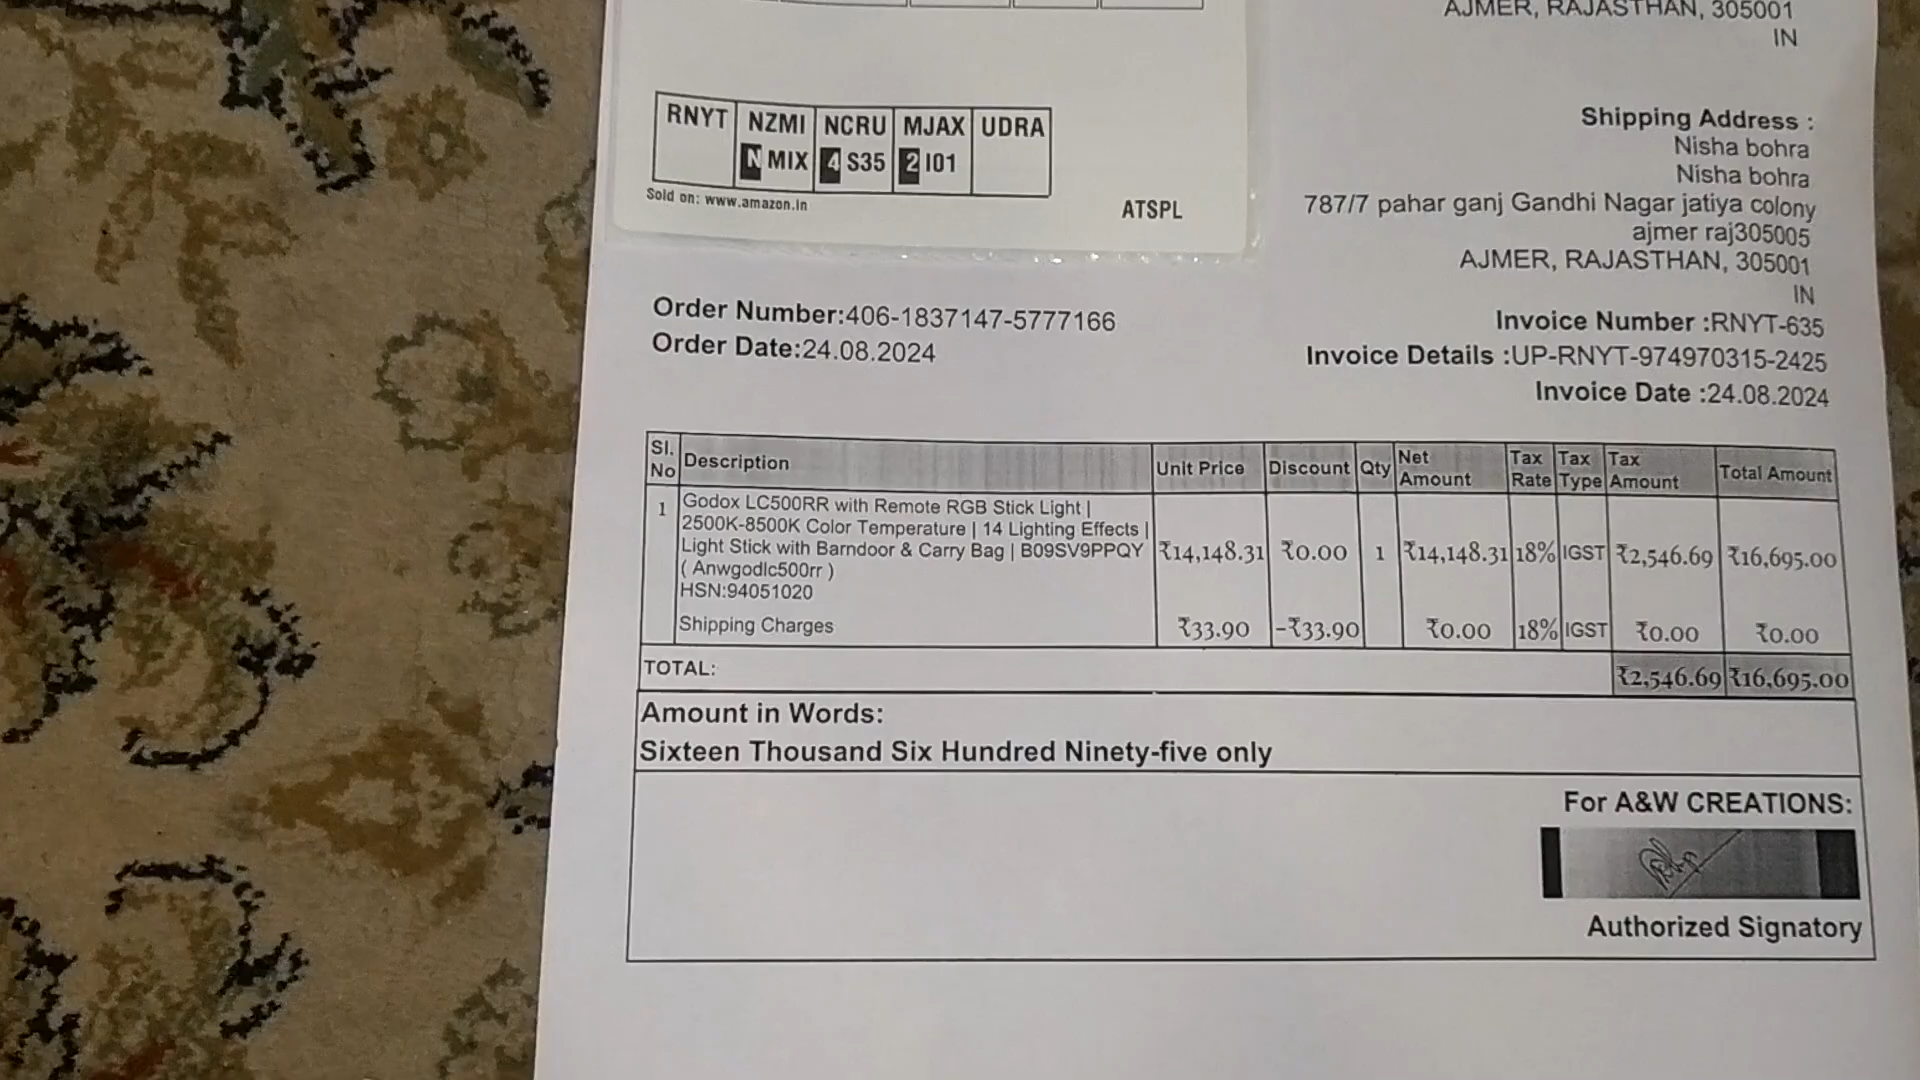 AJMER, RAJASTHAN, 305001
IN
RNYT NZMI NCRU MJAX UDRA
N MIX 4 S35 2 I01
Sold on: www.amazon.in
ATSPL
Shipping Address :
Nisha bohra
Nisha bohra
787/7 pahar ganj Gandhi Nagar jatiya colony
ajmer raj305005
AJMER, RAJASTHAN, 305001
IN
Order Number:406-1837147-5777166
Order Date:24.08.2024
Invoice Number :RNYT-635
Invoice Details :UP-RNYT-974970315-2425
Invoice Date :24.08.2024
Sl. No Description Unit Price Discount Qty Net Amount Tax Rate Tax Type Tax Amount Total Amount
1 Godox LC500RR with Remote RGB Stick Light |
2500K-8500K Color Temperature | 14 Lighting Effects |
Light Stick with Barndoor & Carry Bag | B09SV9PPQY ₹14,148.31 ₹0.00 1 ₹14,148.31 18% IGST ₹2,546.69 ₹16,695.00
( Anwgodlc500rr )
HSN:94051020
Shipping Charges ₹33.90 -₹33.90 ₹0.00 18% IGST ₹0.00 ₹0.00
TOTAL: ₹2,546.69 ₹16,695.00
Amount in Words:
Sixteen Thousand Six Hundred Ninety-five only
For A&W CREATIONS:
Authorized Signatory